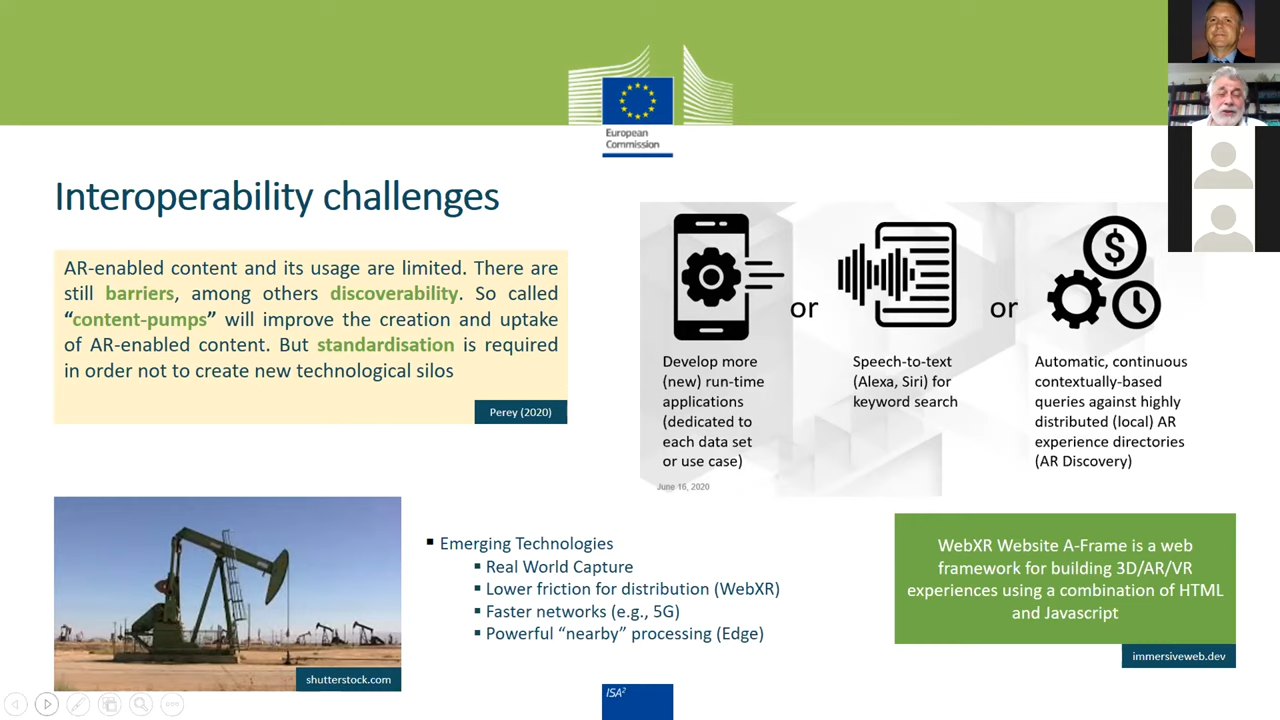 European
Commission
Interoperability challenges
AR-enabled content and its usage are limited. There are
still barriers, among others discoverability. So called
“content-pumps” will improve the creation and uptake
of AR-enabled content. But standardisation is required
in order not to create new technological silos
Perey (2020)
or
or
$
Develop more
(new) run-time
applications
(dedicated to
each data set
or use case)
Speech-to-text
(Alexa, Siri) for
keyword search
Automatic, continuous
contextually-based
queries against highly
distributed (local) AR
experience directories
(AR Discovery)
June 16, 2020
shutterstock.com
Emerging Technologies
Real World Capture
Lower friction for distribution (WebXR)
Faster networks (e.g., 5G)
Powerful “nearby” processing (Edge)
WebXR Website A-Frame is a web
framework for building 3D/AR/VR
experiences using a combination of HTML
and Javascript
immersiveweb.dev
ISA²